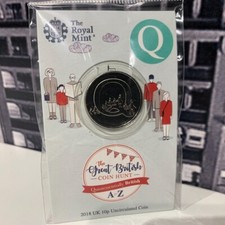 The
Royal
Mint®
Q
The
Great British
COIN HUNT
Quintessentially British
A-Z
2018 UK 10p Uncirculated Coin